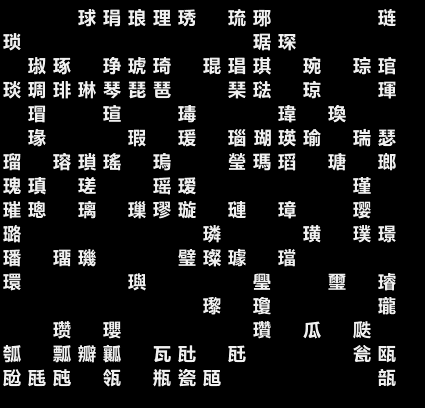 球琄琅理琇琉琊琏
琐琚琛
琡琢琤琥琦琨琩琪琬琮琯
琰琱琲琳琴琵琶琹琺琼琿
瑁瑄瑇瑋瑍
瑑瑕瑗瑙瑚瑛瑜瑞瑟
瑠瑢瑣瑤瑦瑩瑪瑫瑭瑯
瑰瑱瑳瑶瑷瑾
璀璁璃璅璆璇璉璋璎
璐璘璜璞璟
璠璢璣璧璨璩璫
環璵璺璽璿
瓈瓊瓏
瓒瓔瓚瓜瓞
瓠瓢瓣瓤瓦瓧瓩瓮瓯
瓰瓱瓲瓴瓶瓷瓸瓿